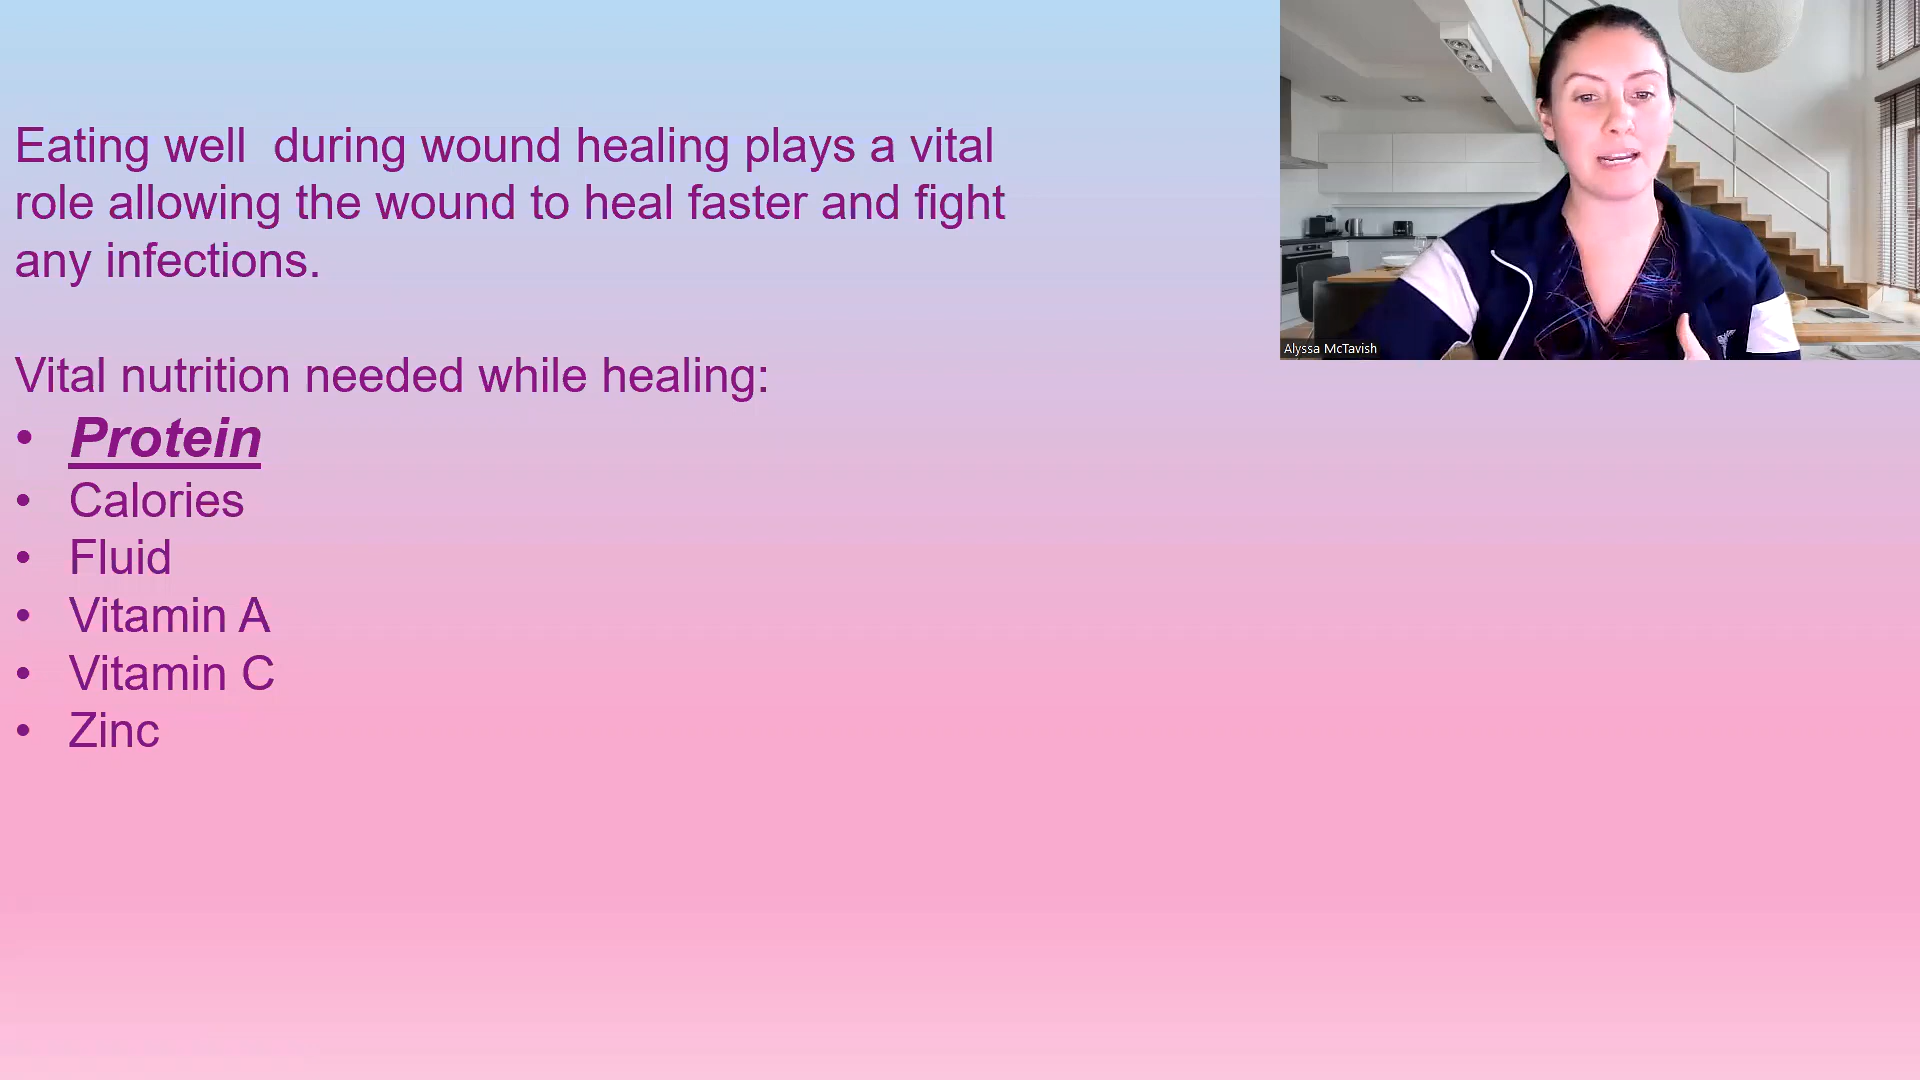 Eating well  during wound healing plays a vital
role allowing the wound to heal faster and fight
any infections.
Vital nutrition needed while healing:
• Protein
• Calories
• Fluid
• Vitamin A
• Vitamin C
• Zinc
Alyssa McTavish